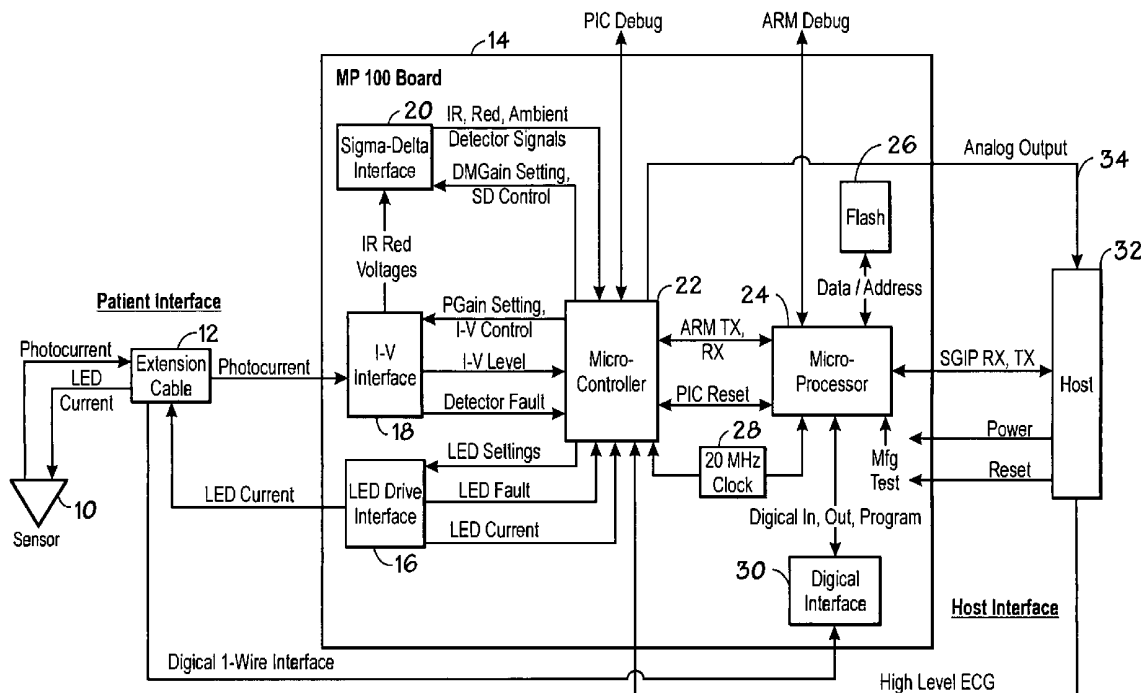 PIC Debug
ARM Debug
14
MP 100 Board
20
Sigma-Delta
Interface
IR, Red, Ambient
Detector Signals
DMGain Setting,
SD Control
IR Red
Voltages
26
Flash
Data / Address
Analog Output
34
32
Host
Patient Interface
12
Extension
Cable
Photocurrent
LED
Current
Photocurrent
10
Sensor
I-V
Interface
18
PGain Setting,
I-V Control
I-V Level
Detector Fault
22
Micro-
Controller
ARM TX,
RX
PIC Reset
24
Micro-
Processor
SGIP RX, TX
Power
Reset
28
20 MHz
Clock
Mfg
Test
LED Current
LED Drive
Interface
16
LED Settings
LED Fault
LED Current
Digical In, Out, Program
30
Digical
Interface
Host Interface
Digical 1-Wire Interface
High Level ECG